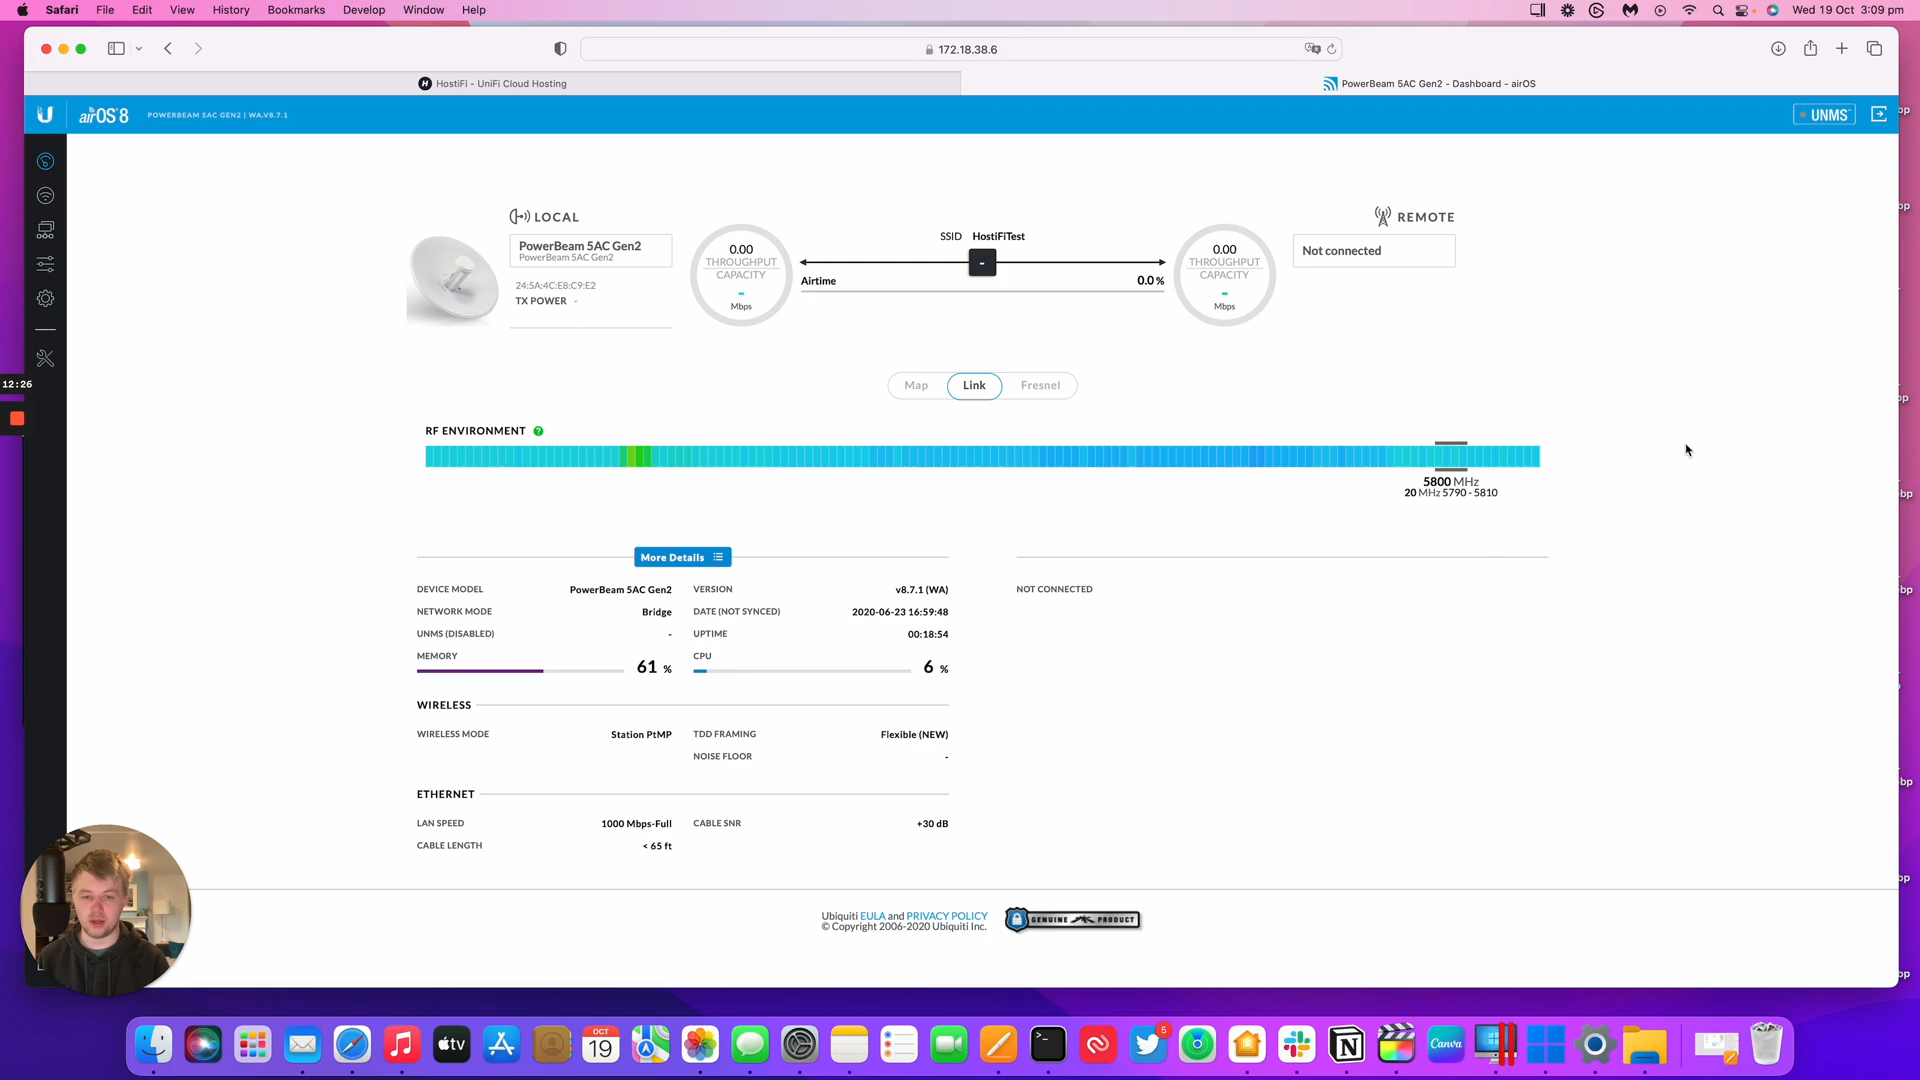 Safari File Edit View History Bookmarks Develop Window Help
Wed 19 Oct 3:09 pm
172.18.38.6
HostiFi - UniFi Cloud Hosting
PowerBeam 5AC Gen2 - Dashboard - airOS
airOS 8
POWERBEAM 5AC GEN2 | WA.V8.7.1
UNMS
LOCAL
PowerBeam 5AC Gen2
PowerBeam 5AC Gen2
24:5A:4C:E8:C9:E2
TX POWER -
0.00
THROUGHPUT
CAPACITY
-
Mbps
SSID HostiFiTest
-
Airtime 0.0 %
0.00
THROUGHPUT
CAPACITY
-
Mbps
REMOTE
Not connected
12:26
Map Link Fresnel
RF ENVIRONMENT ?
5800 MHz
20 MHz 5790 - 5810
More Details
DEVICE MODEL PowerBeam 5AC Gen2
NETWORK MODE Bridge
UNMS (DISABLED) -
MEMORY 61 %
VERSION v8.7.1 (WA)
DATE (NOT SYNCED) 2020-06-23 16:59:48
UPTIME 00:18:54
CPU 6 %
NOT CONNECTED
WIRELESS
WIRELESS MODE Station PtMP
TDD FRAMING Flexible (NEW)
NOISE FLOOR -
ETHERNET
LAN SPEED 1000 Mbps-Full
CABLE SNR +30 dB
CABLE LENGTH < 65 ft
Ubiquiti EULA and PRIVACY POLICY
© Copyright 2006-2020 Ubiquiti Inc.
GENUINE PRODUCT
tv
OCT
19
5
Canva